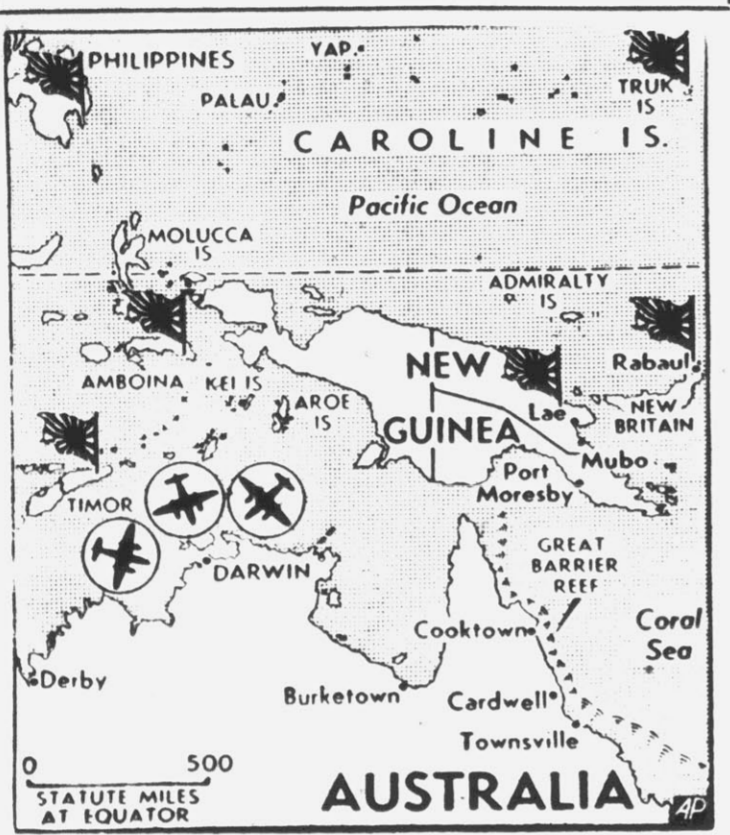 YAP.
PHILIPPINES
PALAU.
TRUK
IS
CAROLINE IS.
Pacific Ocean
MOLUCCA
IS
ADMIRALTY
IS
NEW
Rabaul
AMBOINA
KEI IS
AROE
IS
Lae
NEW
BRITAIN
GUINEA
Mubo
Port
Moresby
TIMOR
DARWIN
GREAT
BARRIER
REEF
Cooktown
Coral
Sea
Derby
Burketown
Cardwell
Townsville
0 500
STATUTE MILES
AT EQUATOR
AUSTRALIA
AP